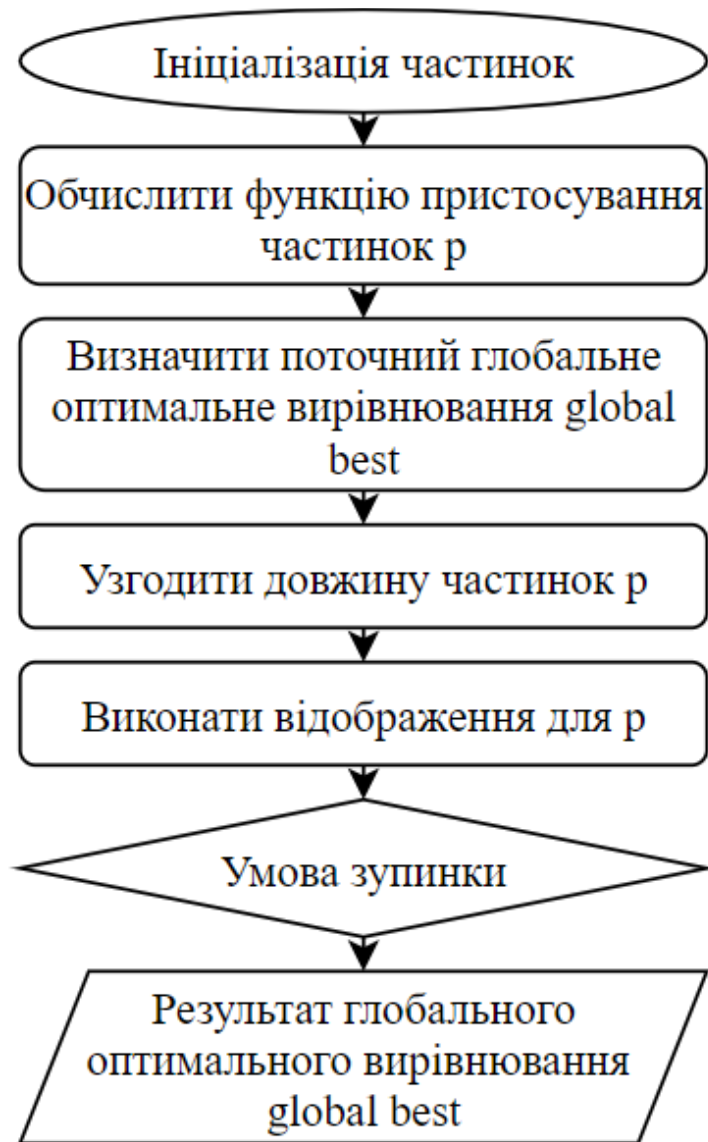 Ініціалізація частинок
Обчислити функцію пристосування
частинок p
Визначити поточний глобальне
оптимальне вирівнювання global
best
Узгодити довжину частинок p
Виконати відображення для p
Умова зупинки
Результат глобального
оптимального вирівнювання
global best